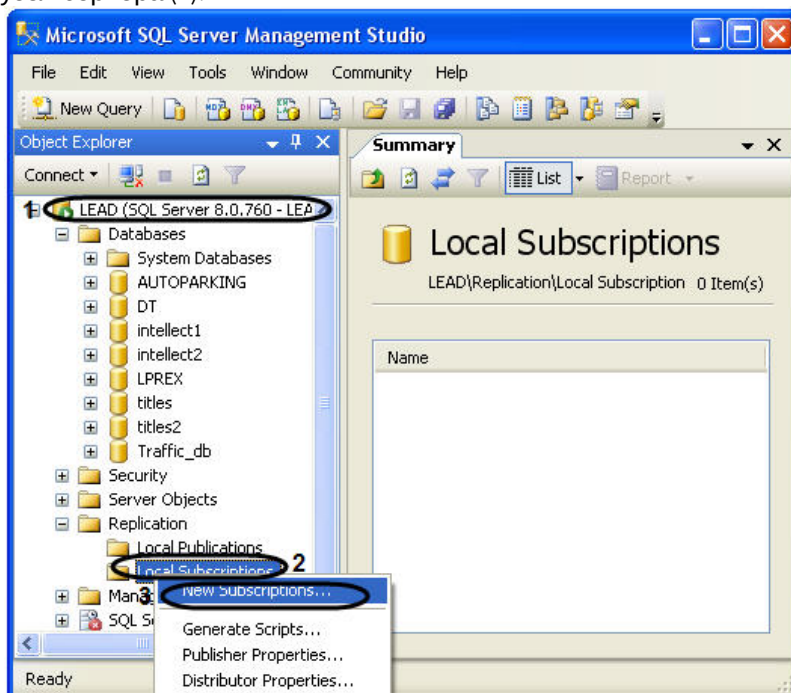 Microsoft SQL Server Management Studio
File Edit View Tools Window Community Help
New Query
Object Explorer
Summary
Connect
List
Report
1
LEAD (SQL Server 8.0.760 - LEA
Databases
System Databases
AUTOPARKING
DT
intellect1
intellect2
LPREX
titles
titles2
Traffic_db
Security
Server Objects
Replication
Local Publications
Local Subscriptions
2
3
New Subscriptions...
SQL S
Generate Scripts...
Publisher Properties...
Distributor Properties...
Local Subscriptions
LEAD\Replication\Local Subscription 0 Item(s)
Name
Ready